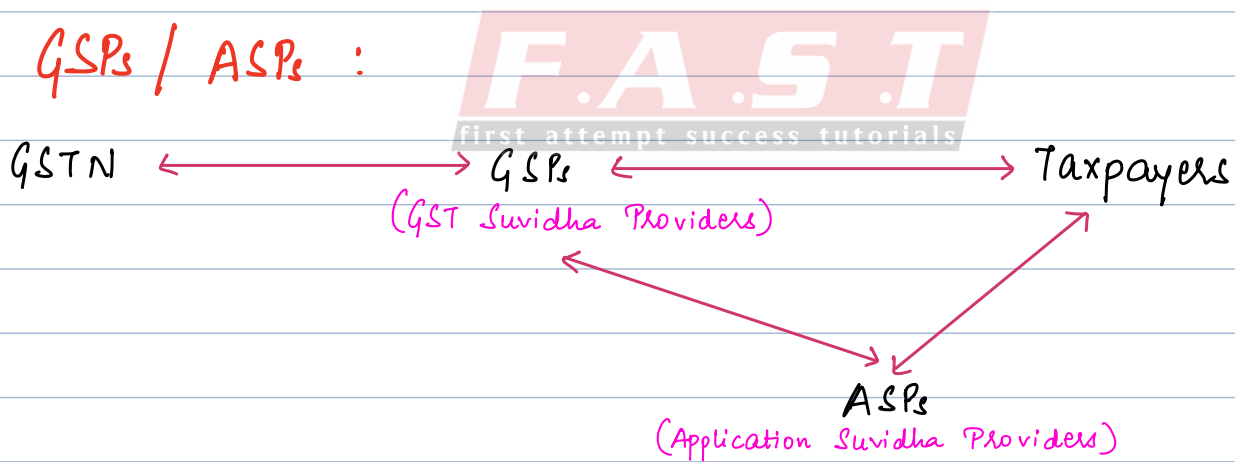 GSPs / ASPs :
F.A.S.T
first attempt success tutorials
GSTN GSPs Taxpayers
(GST Suvidha Providers)
ASPs
(Application Suvidha Providers)